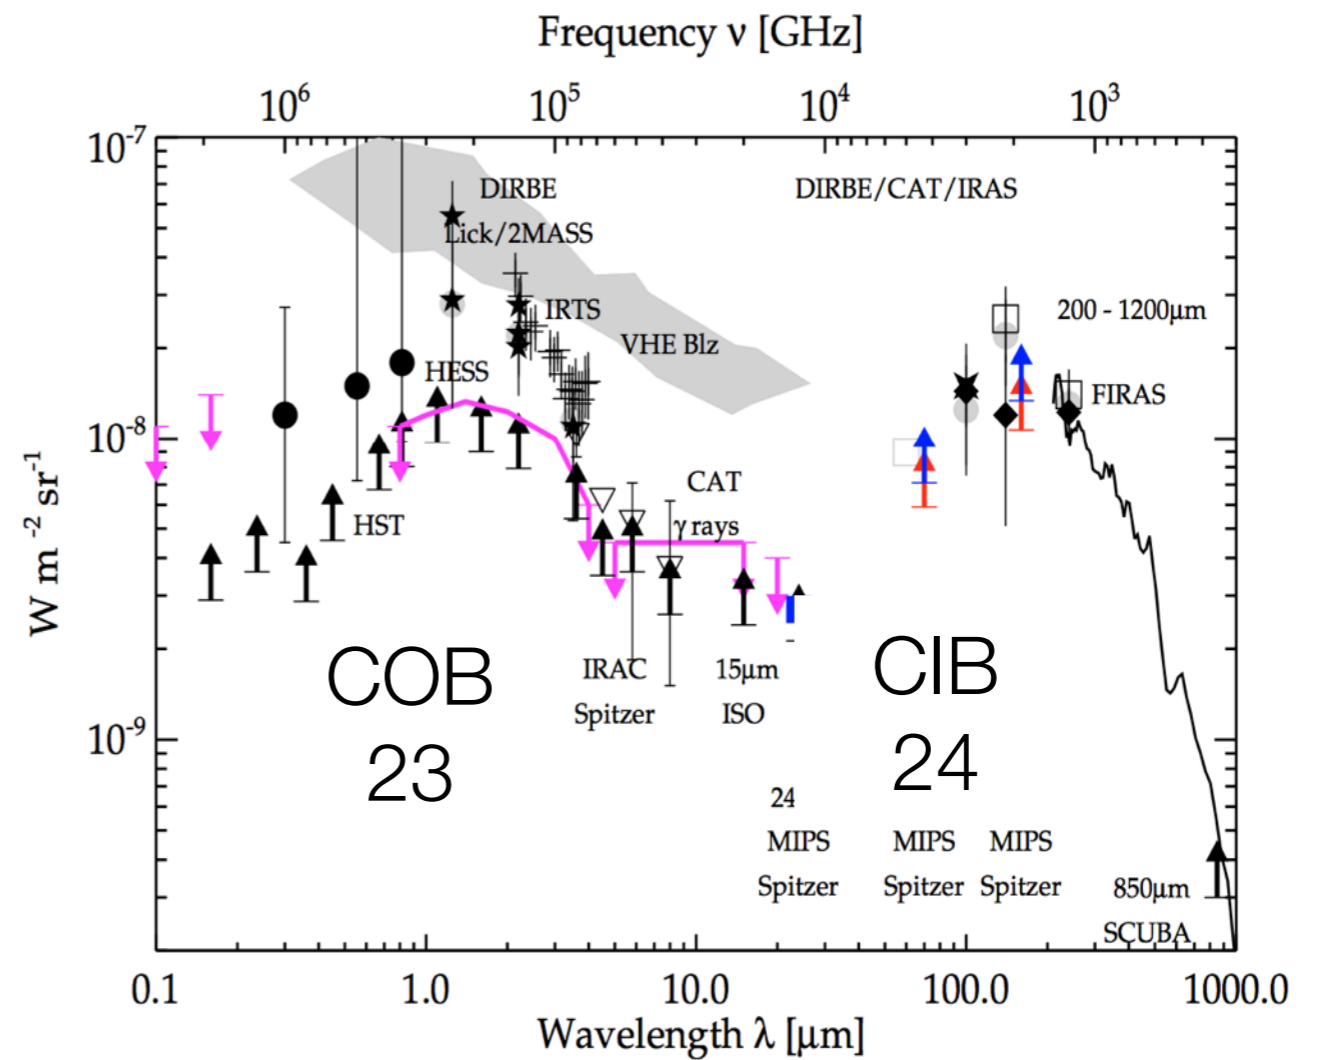 Frequency ν [GHz]
10⁶ 10⁵ 10⁴ 10³
10⁻⁷
DIRBE
DIRBE/CAT/IRAS
Lick/2MASS
IRTS
200 - 1200μm
VHE Blz
HESS
FIRAS
10⁻⁸
CAT
HST
γ rays
W m⁻² sr⁻¹
COB
23
IRAC
Spitzer
15μm
ISO
CIB
24
10⁻⁹
24
MIPS
Spitzer
MIPS
Spitzer
MIPS
Spitzer
850μm
SCUBA
0.1 1.0 10.0 100.0 1000.0
Wavelength λ [μm]